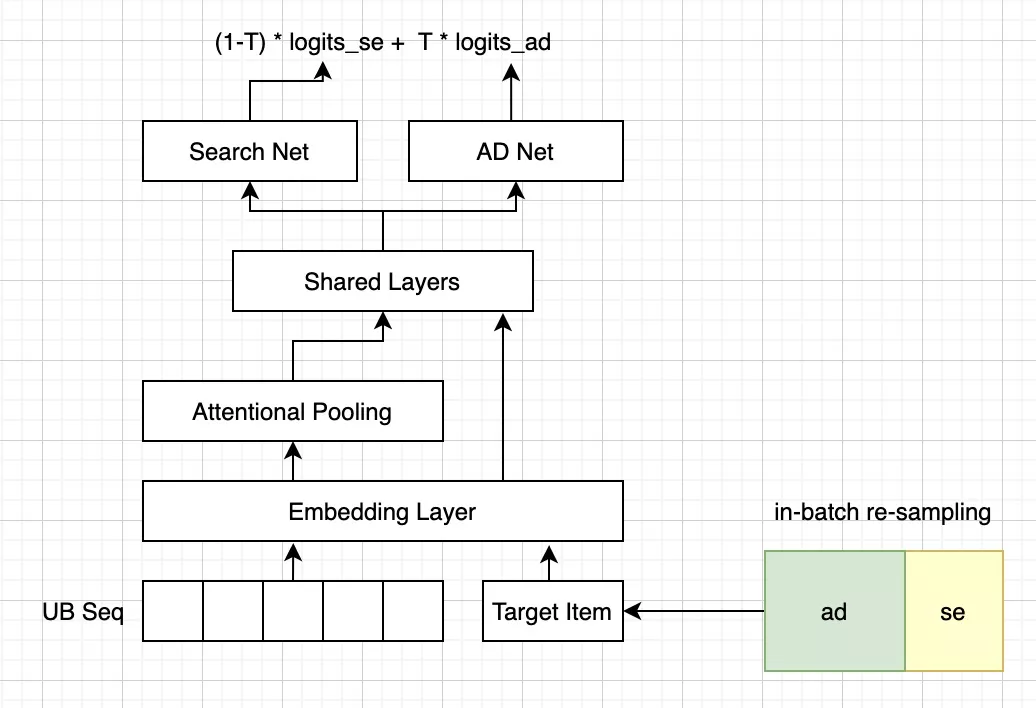 (1-T) * logits_se + T * logits_ad
Search Net
AD Net
Shared Layers
Attentional Pooling
Embedding Layer
in-batch re-sampling
UB Seq
Target Item
ad
se